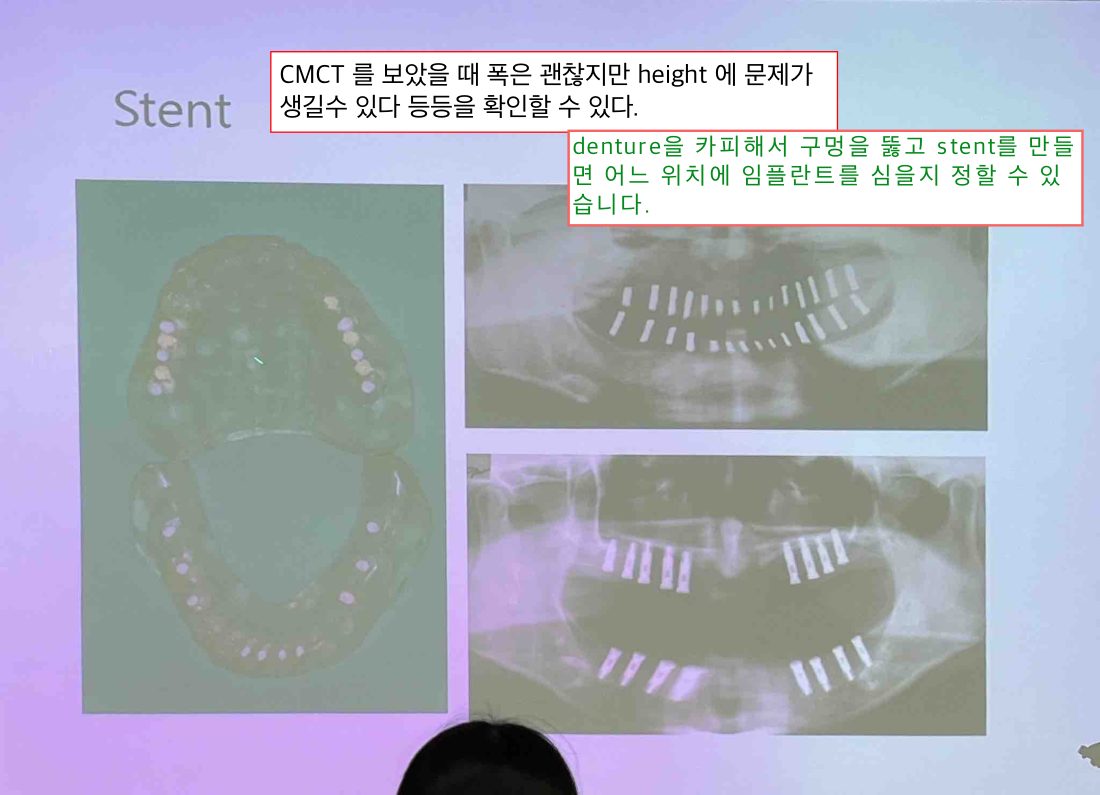 Stent
CMCT 를 보았을 때 폭은 괜찮지만 height 에 문제가
생길수 있다 등등을 확인할 수 있다.
denture을 카피해서 구멍을 뚫고 stent를 만들
면 어느 위치에 임플란트를 심을지 정할 수 있
습니다.